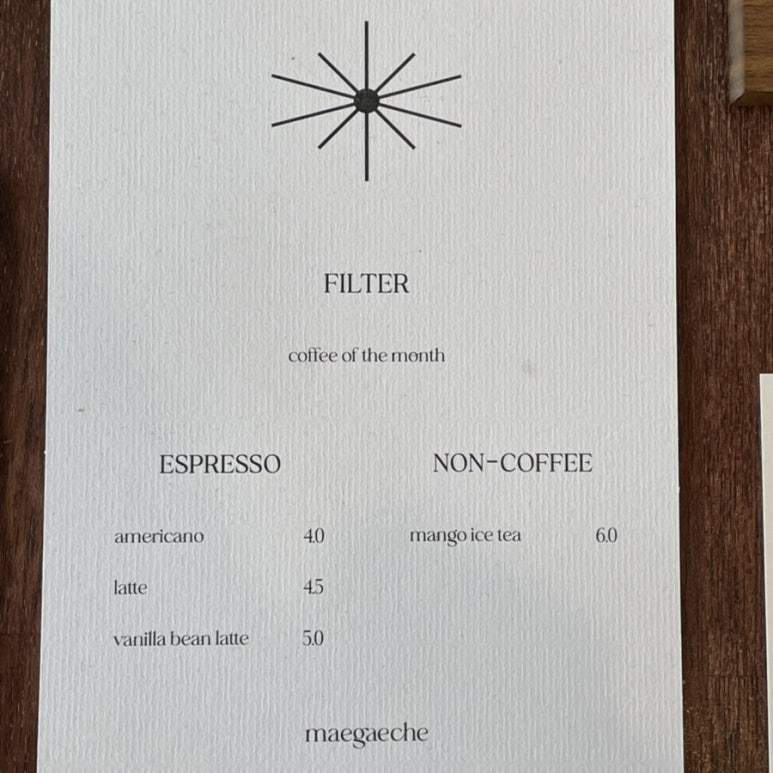 FILTER
coffee of the month
ESPRESSO
americano 4.0
latte 4.5
vanilla bean latte 5.0
NON-COFFEE
mango ice tea 6.0
maegaeche